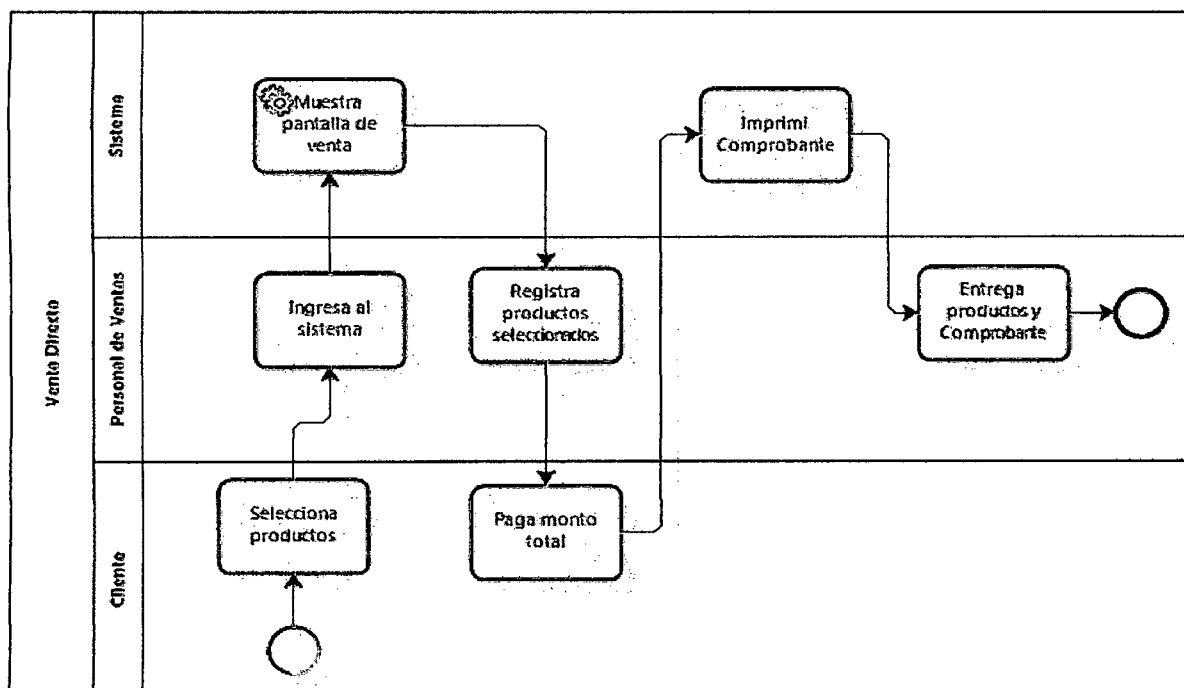 Venta Directa
Sistema
Muestra
pantalla de
venta
Imprimi
Comprobante
Personal de Ventas
Ingresa al
sistema
Registra
productos
seleccionados
Entrega
productos y
Comprobante
Cliente
Selecciona
productos
Paga monto
total